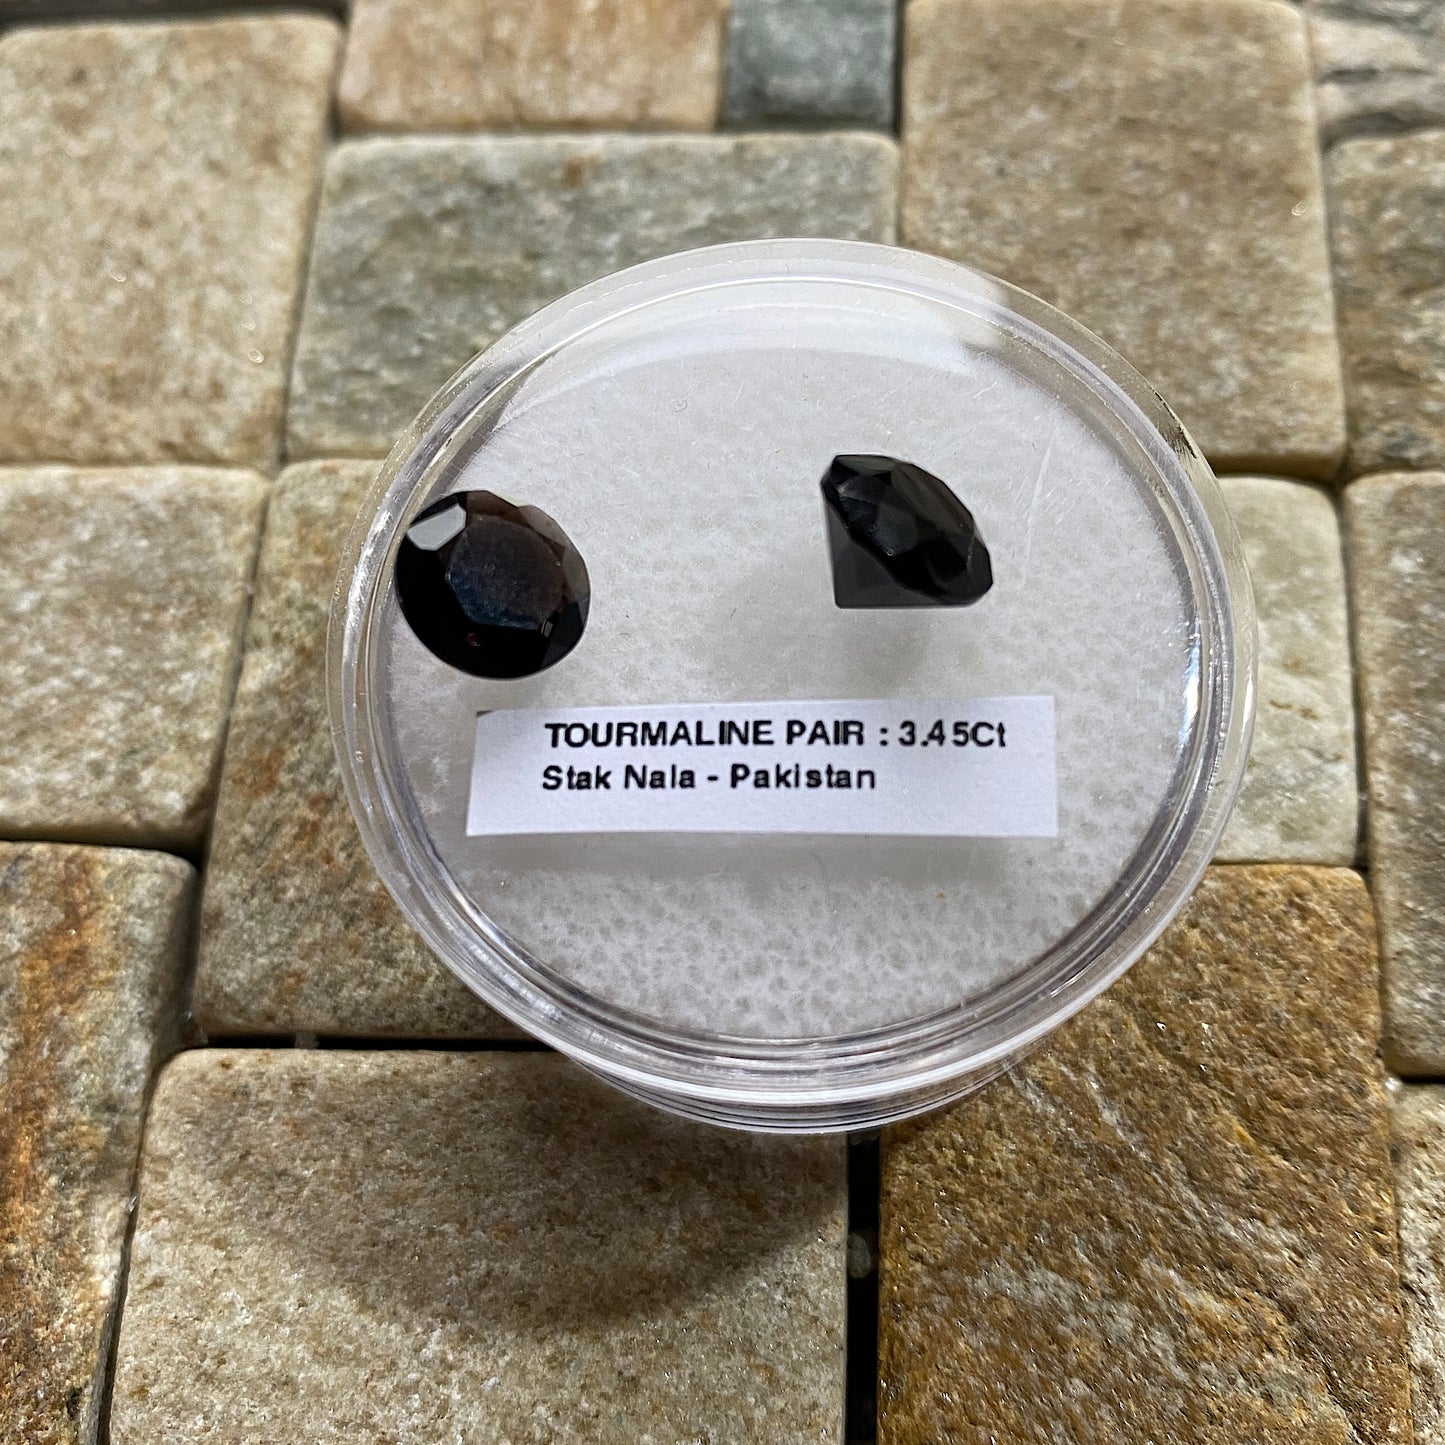 TOURMALINE PAIR : 3.45Ct
Stak Nala - Pakistan